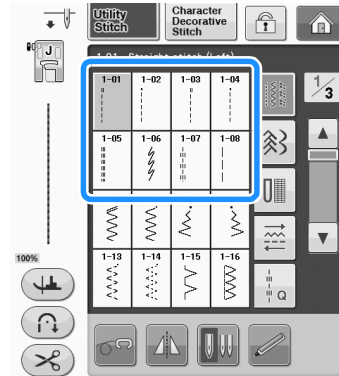 Utility
Stitch
Character
Decorative
Stitch
J
1-01 Straight stitch (Left)
1/3
1-01
1-02
1-03
1-04
1-05
1-06
1-07
1-08
100%
1-13
1-14
1-15
1-16
Q